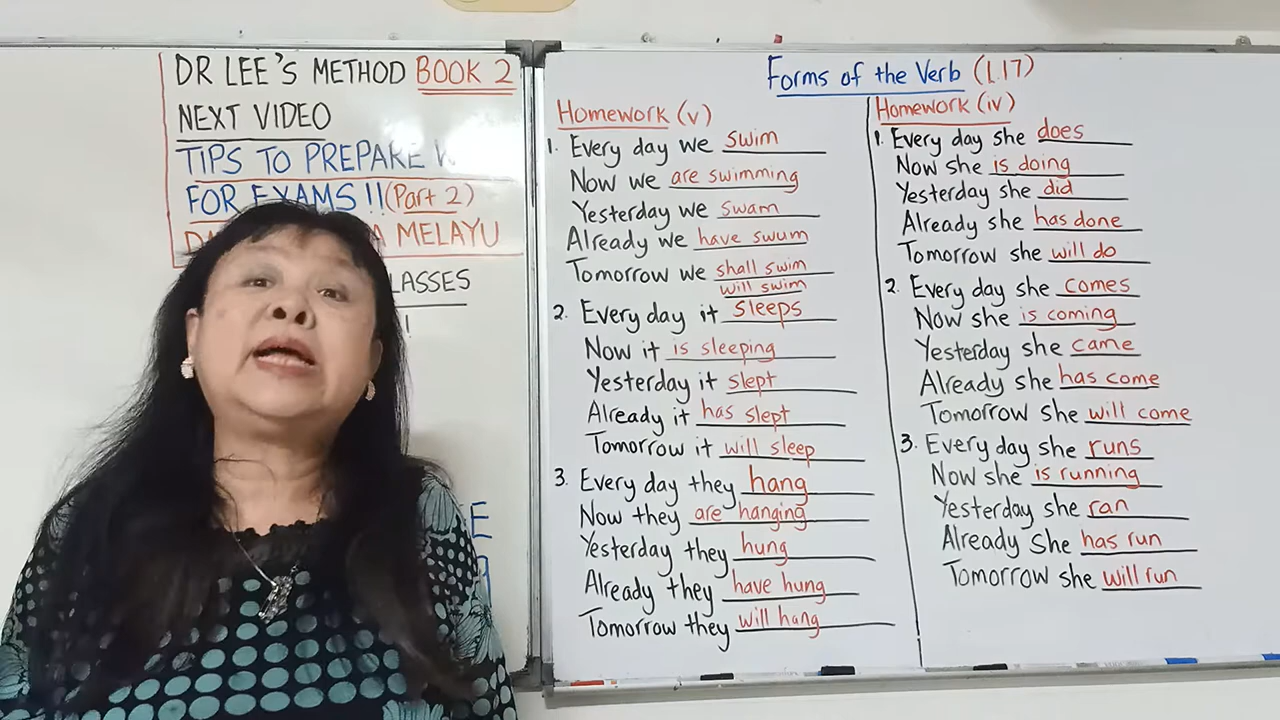 DR LEE'S METHOD BOOK 2
NEXT VIDEO
TIPS TO PREPARE
FOR EXAMS !! (Part 2)
MELAYU
Forms of the Verb (1.17)
Homework (v)
1. Every day we swim
Now we are swimming
Yesterday we swam
Already we have swum
Tomorrow we shall swim
will swim
2. Every day it sleeps
Now it is sleeping
Yesterday it slept
Already it has slept
Tomorrow it will sleep
3. Every day they hang
Now they are hanging
Yesterday they hung
Already they have hung
Tomorrow they will hang
Homework (iv)
1. Every day she does
Now she is doing
Yesterday she did
Already she has done
Tomorrow she will do
2. Every day she comes
Now she is coming
Yesterday she came
Already she has come
Tomorrow she will come
3. Every day she runs
Now she is running
Yesterday she ran
Already she has run
Tomorrow she will run